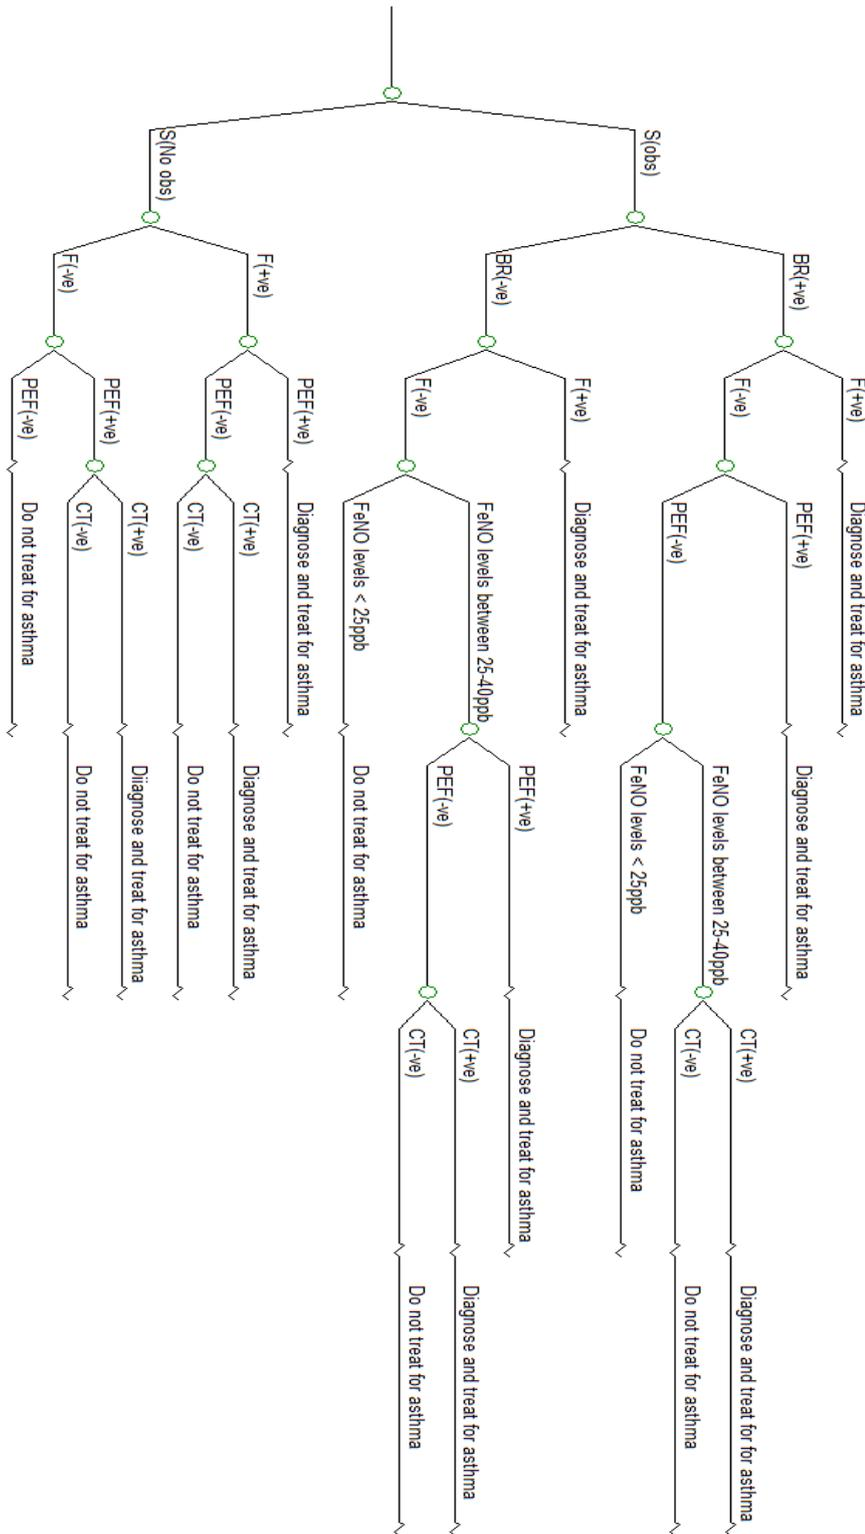 F(+ve) Diagnose and treat for asthma
BR(+ve)
PEF(+ve) Diagnose and treat for asthma
CT(+ve) Diagnose and treat for asthma
F(-ve)
FeNO levels between 25-40ppb
CT(-ve) Do not treat for asthma
PEF(-ve)
S(obs)
FeNO levels < 25ppb Do not treat for asthma
F(+ve) Diagnose and treat for asthma
PEF(+ve) Diagnose and treat for asthma
BR(-ve)
FeNO levels between 25-40ppb
CT(+ve) Diagnose and treat for asthma
PEF(-ve)
F(-ve)
CT(-ve) Do not treat for asthma
FeNO levels < 25ppb Do not treat for asthma
PEF(+ve) Diagnose and treat for asthma
F(+ve)
CT(+ve) Diagnose and treat for asthma
PEF(-ve)
CT(-ve) Do not treat for asthma
S(No obs)
CT(+ve) Diiagnose and treat for asthma
PEF(+ve)
CT(-ve) Do not treat for asthma
F(-ve)
PEF(-ve) Do not treat for asthma